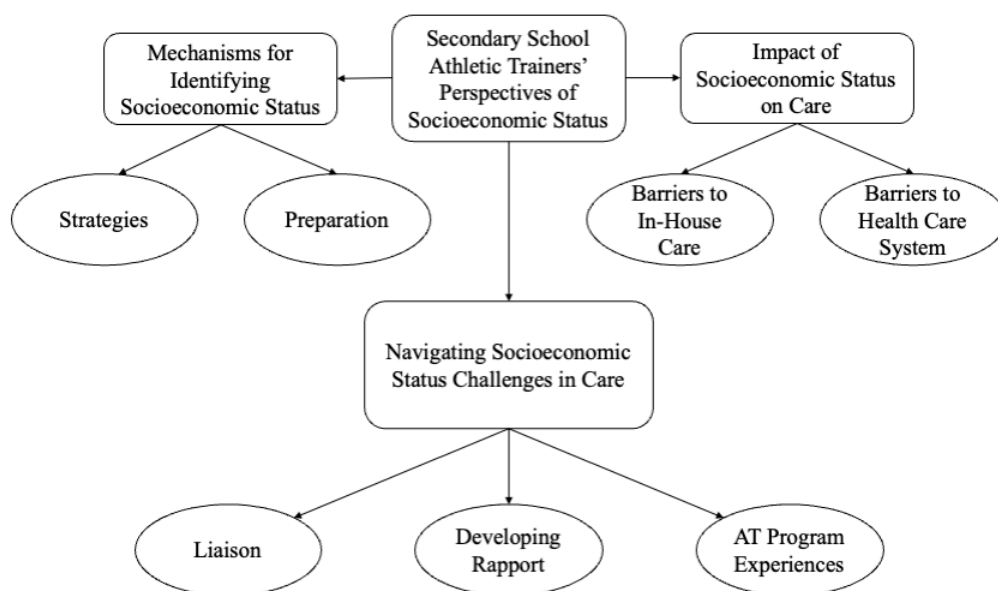 Mechanisms for
Identifying
Socioeconomic Status
Secondary School
Athletic Trainers’
Perspectives of
Socioeconomic Status
Impact of
Socioeconomic Status
on Care
Strategies
Preparation
Barriers to
In-House
Care
Barriers to
Health Care
System
Navigating Socioeconomic
Status Challenges in Care
Liaison
Developing
Rapport
AT Program
Experiences